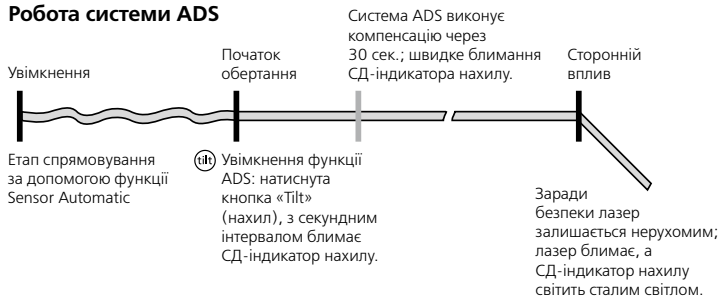 Робота системи ADS
Система ADS виконує
компенсацію через
30 сек.; швидке блимання
СД-індикатора нахилу.
Увімкнення
Початок
обертання
Сторонній
вплив
Етап спрямовування
за допомогою функції
Sensor Automatic
tilt
Увімкнення функції
ADS: натиснута
кнопка «Tilt»
(нахил), з секундним
інтервалом блимає
СД-індикатор нахилу.
Заради
безпеки лазер
залишається нерухомим;
лазер блимає, а
СД-індикатор нахилу
світить сталим світлом.